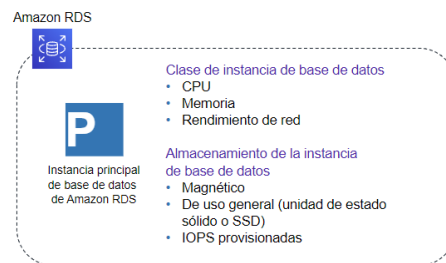 Amazon RDS
P
Instancia principal
de base de datos
de Amazon RDS
Clase de instancia de base de datos
• CPU
• Memoria
• Rendimiento de red
Almacenamiento de la instancia
de base de datos
• Magnético
• De uso general (unidad de estado
sólido o SSD)
• IOPS provisionadas